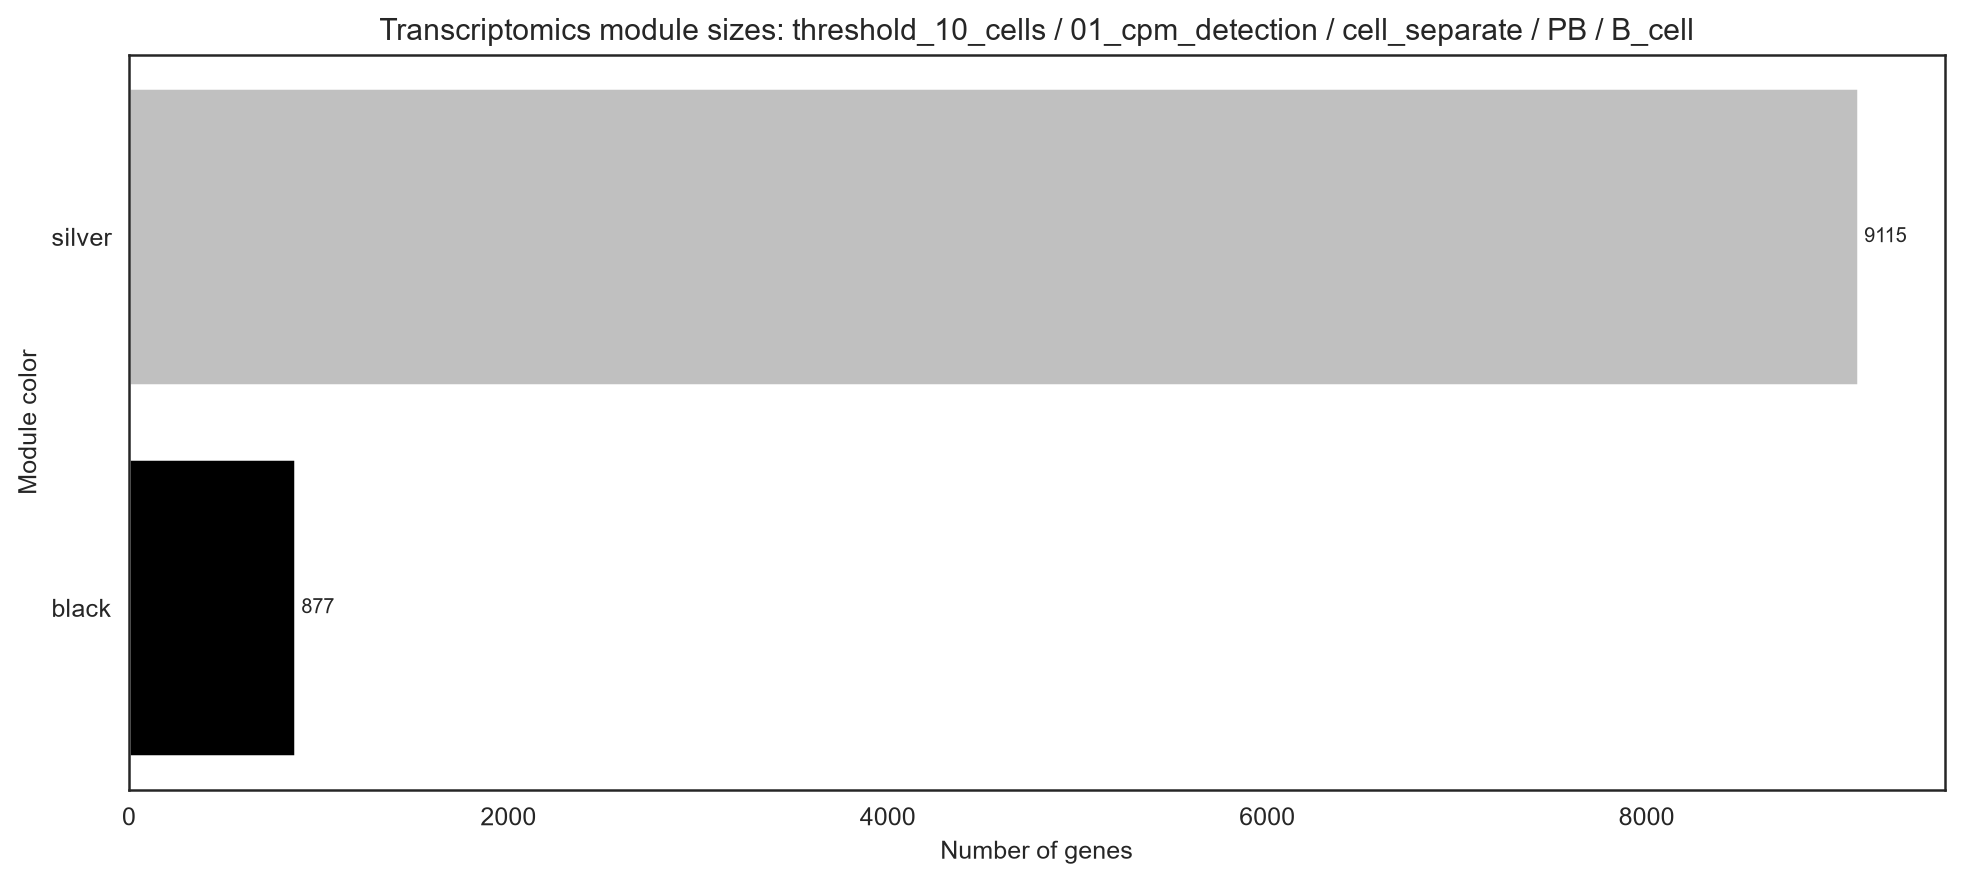 Transcriptomics module sizes: threshold_10_cells / 01_cpm_detection / cell_separate / PB / B_cell
silver
9115
Module color
black
877
0 2000 4000 6000 8000
Number of genes